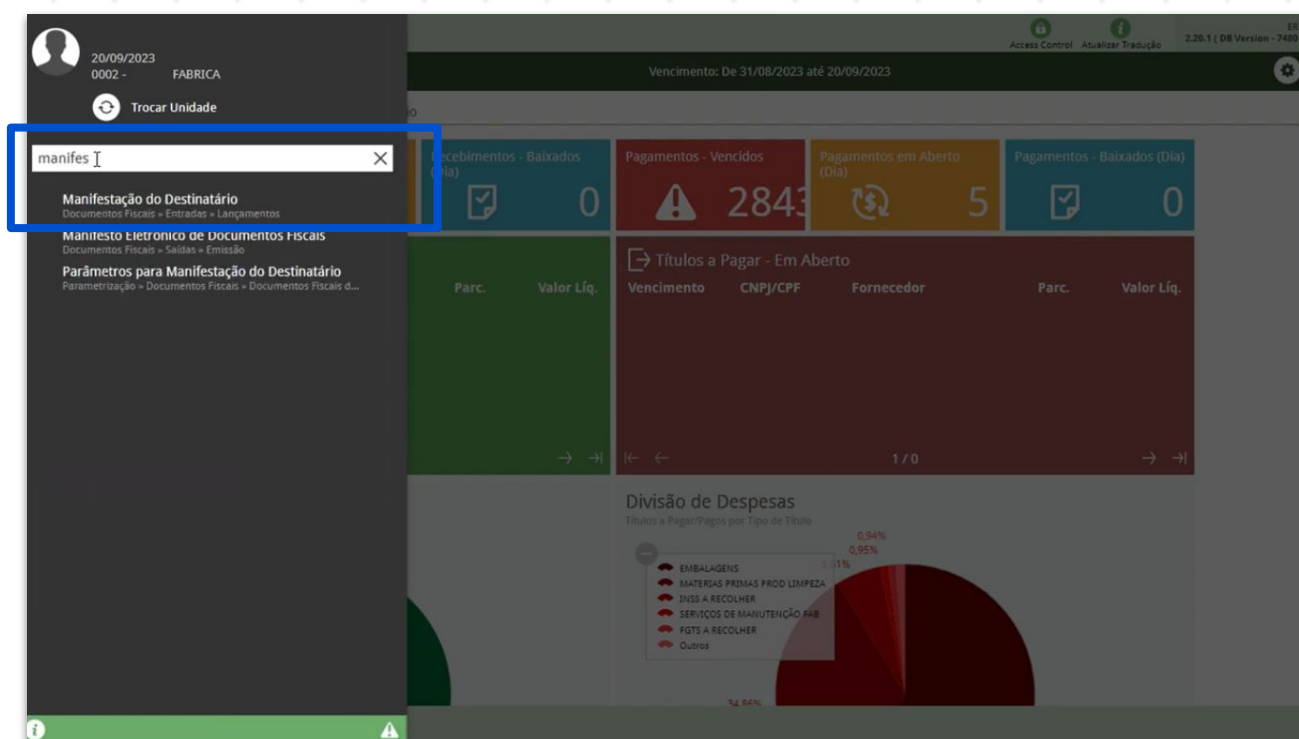 20/09/2023
0002 - FABRICA
Trocar Unidade
manifes
Manifestação do Destinatário
Documentos Fiscais » Entradas » Lançamentos
Manifesto Eletrônico de Documentos Fiscais
Documentos Fiscais » Saídas » Emissão
Parâmetros para Manifestação do Destinatário
Parametrização » Documentos Fiscais » Documentos Fiscais d...
Access Control
Atualizar Tradução
ER
2.20.1 ( DB Version - 7480
Vencimento: De 31/08/2023 até 20/09/2023
Recebimentos - Baixados
(Dia)
0
Pagamentos - Vencidos
2843
Pagamentos em Aberto
(Dia)
5
Pagamentos - Baixados (Dia)
0
Parc. Valor Líq.
Títulos a Pagar - Em Aberto
Vencimento CNPJ/CPF Fornecedor Parc. Valor Líq.
1 / 0
Divisão de Despesas
Títulos a Pagar/Pagos por Tipo de Título
0,94%
0,95%
EMBALAGENS
MATERIAS PRIMAS PROD LIMPEZA
INSS A RECOLHER
SERVIÇOS DE MANUTENÇÃO FAB
FGTS A RECOLHER
Outros